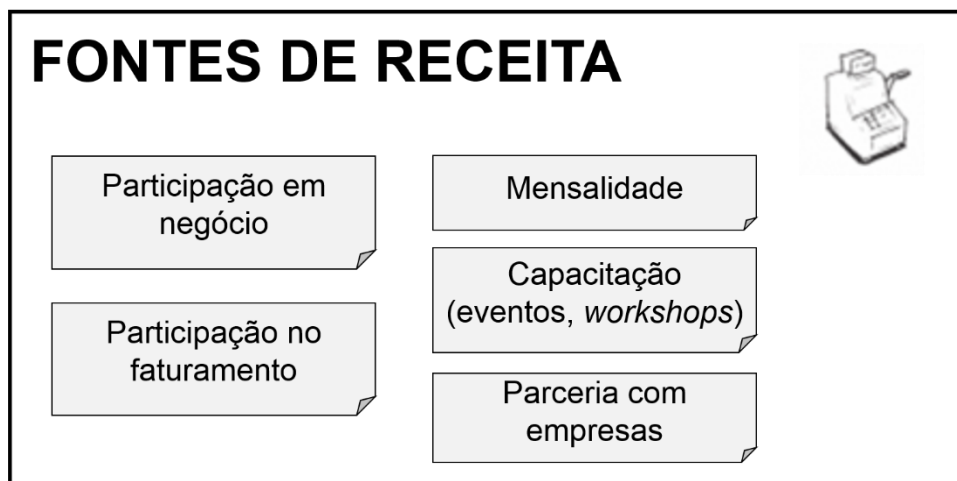 FONTES DE RECEITA
Participação em
negócio
Participação no
faturamento
Mensalidade
Capacitação
(eventos, workshops)
Parceria com
empresas